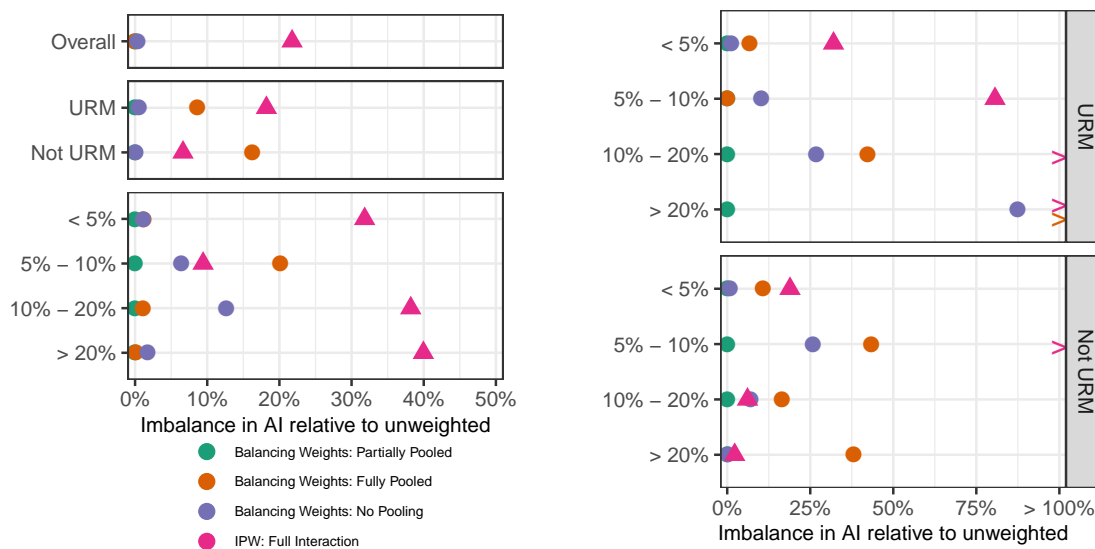 Overall
URM
Not URM
< 5%
5% − 10%
10% − 20%
> 20%
0% 10% 20% 30% 40% 50%
Imbalance in AI relative to unweighted
Balancing Weights: Partially Pooled
Balancing Weights: Fully Pooled
Balancing Weights: No Pooling
IPW: Full Interaction
< 5%
5% − 10%
10% − 20%
> 20%
URM
< 5%
5% − 10%
10% − 20%
> 20%
Not URM
0% 25% 50% 75% > 100%
Imbalance in AI relative to unweighted